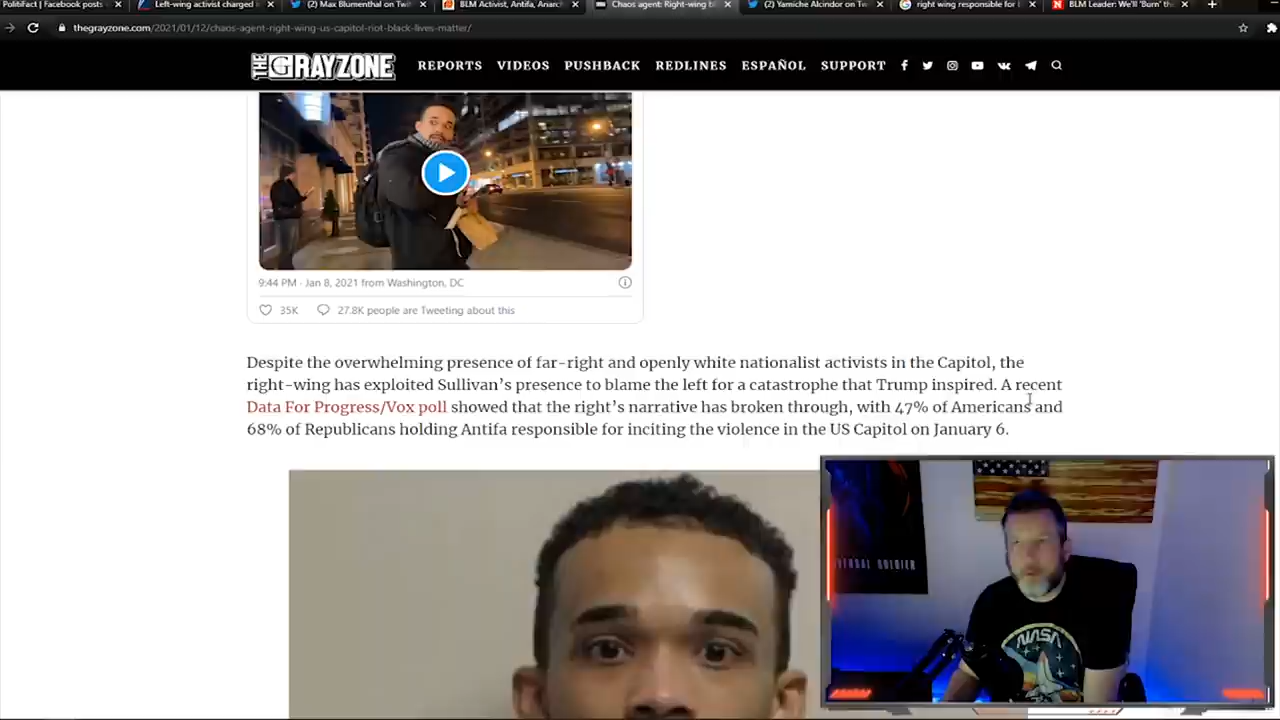 PolitiFact | Facebook posts
Left-wing activist charged
(2) Max Blumenthal on Twi
BLM Activist, Antifa, Anarc
Chaos agent: Right-wing b
(2) Yamiche Alcindor on Tw
right wing responsible for
BLM Leader: We'll 'Burn' the
thegrayzone.com/2021/01/12/chaos-agent-right-wing-us-capitol-riot-black-lives-matter/
THE GRAYZONE REPORTS VIDEOS PUSHBACK REDLINES ESPAÑOL SUPPORT
9:44 PM · Jan 8, 2021 from Washington, DC
35K 27.8K people are Tweeting about this
Despite the overwhelming presence of far-right and openly white nationalist activists in the Capitol, the
right-wing has exploited Sullivan's presence to blame the left for a catastrophe that Trump inspired. A recent
Data For Progress/Vox poll showed that the right's narrative has broken through, with 47% of Americans and
68% of Republicans holding Antifa responsible for inciting the violence in the US Capitol on January 6.
SOLDIER
NASA